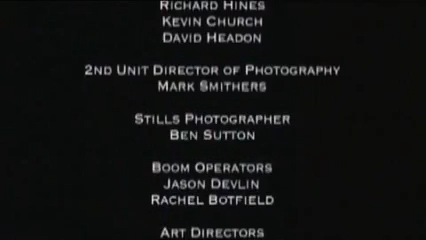 RICHARD HINES
KEVIN CHURCH
DAVID HEADON
2ND UNIT DIRECTOR OF PHOTOGRAPHY
MARK SMITHERS
STILLS PHOTOGRAPHER
BEN SUTTON
BOOM OPERATORS
JASON DEVLIN
RACHEL BOTFIELD
ART DIRECTORS